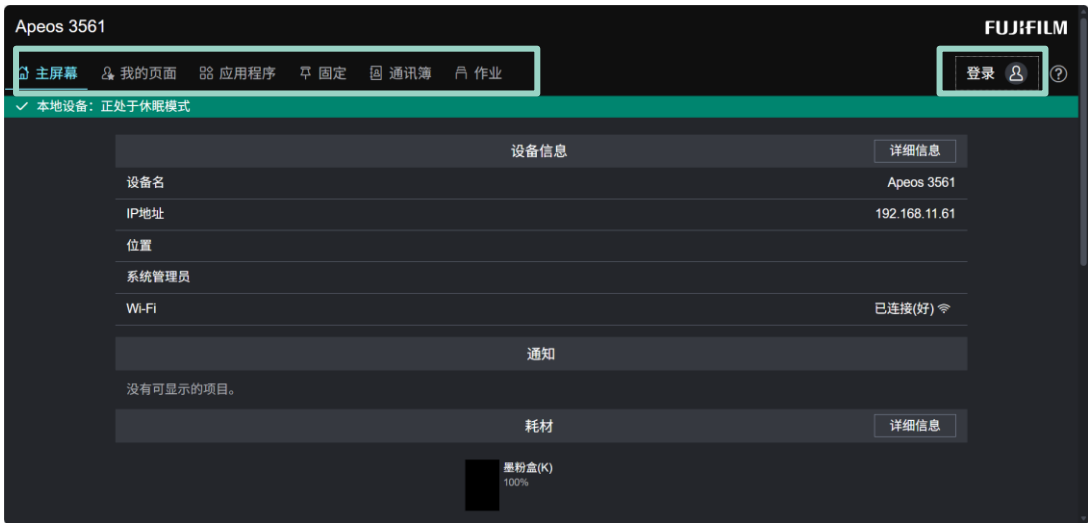 Apeos 3561 FUJIFILM
主屏幕 我的页面 应用程序 固定 通讯簿 作业 登录
本地设备：正处于休眠模式
设备信息 详细信息
设备名 Apeos 3561
IP地址 192.168.11.61
位置
系统管理员
Wi-Fi 已连接(好)
通知
没有可显示的项目。
耗材 详细信息
墨粉盒(K)
100%